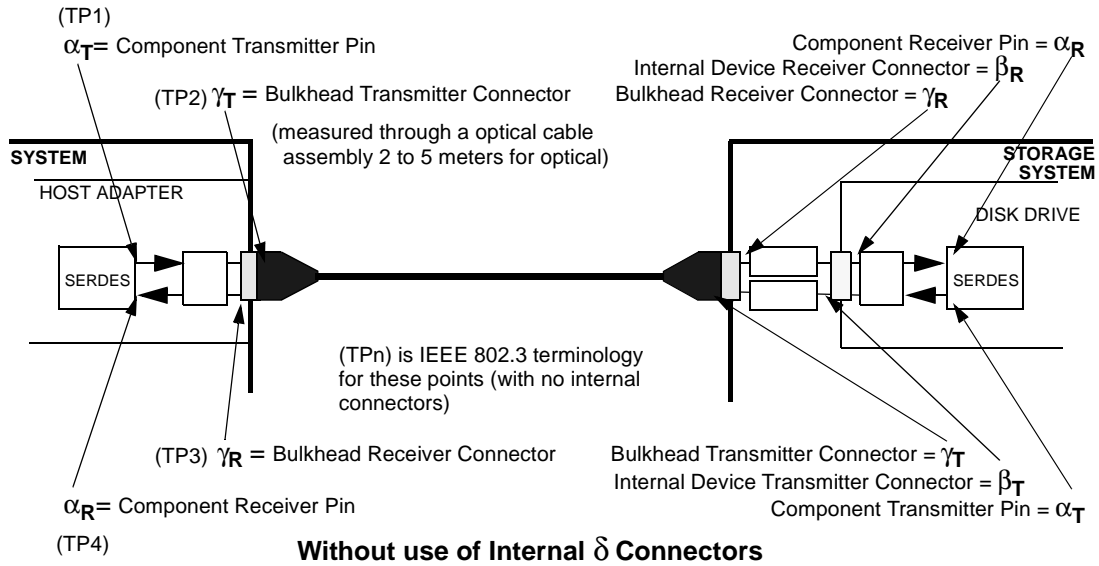 (TP1)
αT= Component Transmitter Pin
(TP2) γT = Bulkhead Transmitter Connector
(measured through a optical cable
assembly 2 to 5 meters for optical)
Component Receiver Pin = αR
Internal Device Receiver Connector = βR
Bulkhead Receiver Connector = γR
SYSTEM
HOST ADAPTER
SERDES
STORAGE
SYSTEM
DISK DRIVE
SERDES
(TPn) is IEEE 802.3 terminology
for these points (with no internal
connectors)
(TP3) γR = Bulkhead Receiver Connector
αR= Component Receiver Pin
(TP4)
Bulkhead Transmitter Connector = γT
Internal Device Transmitter Connector = βT
Component Transmitter Pin = αT
Without use of Internal δ Connectors